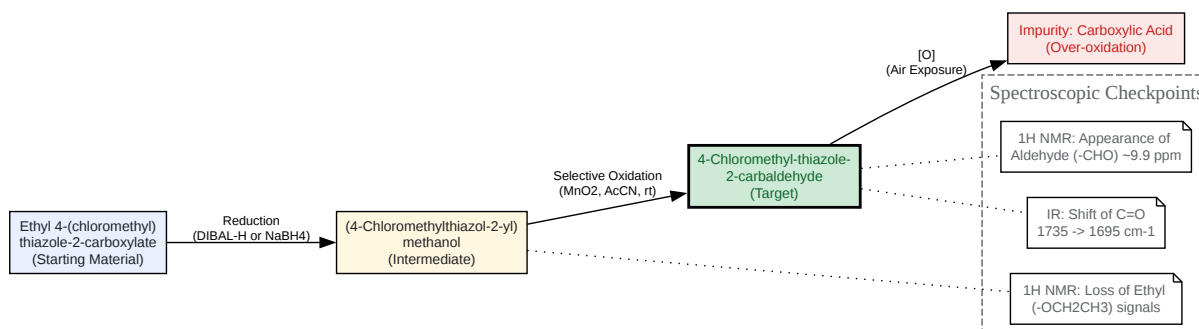 Impurity: Carboxylic Acid
(Over-oxidation)
[O]
(Air Exposure)
Spectroscopic Checkpoints
1H NMR: Appearance of
Aldehyde (-CHO) ~9.9 ppm
4-Chloromethyl-thiazole-
2-carbaldehyde
(Target)
Selective Oxidation
(MnO2, AcCN, rt)
IR: Shift of C=O
1735 -> 1695 cm-1
Ethyl 4-(chloromethyl)
thiazole-2-carboxylate
(Starting Material)
Reduction
(DIBAL-H or NaBH4)
(4-Chloromethylthiazol-2-yl)
methanol
(Intermediate)
1H NMR: Loss of Ethyl
(-OCH2CH3) signals